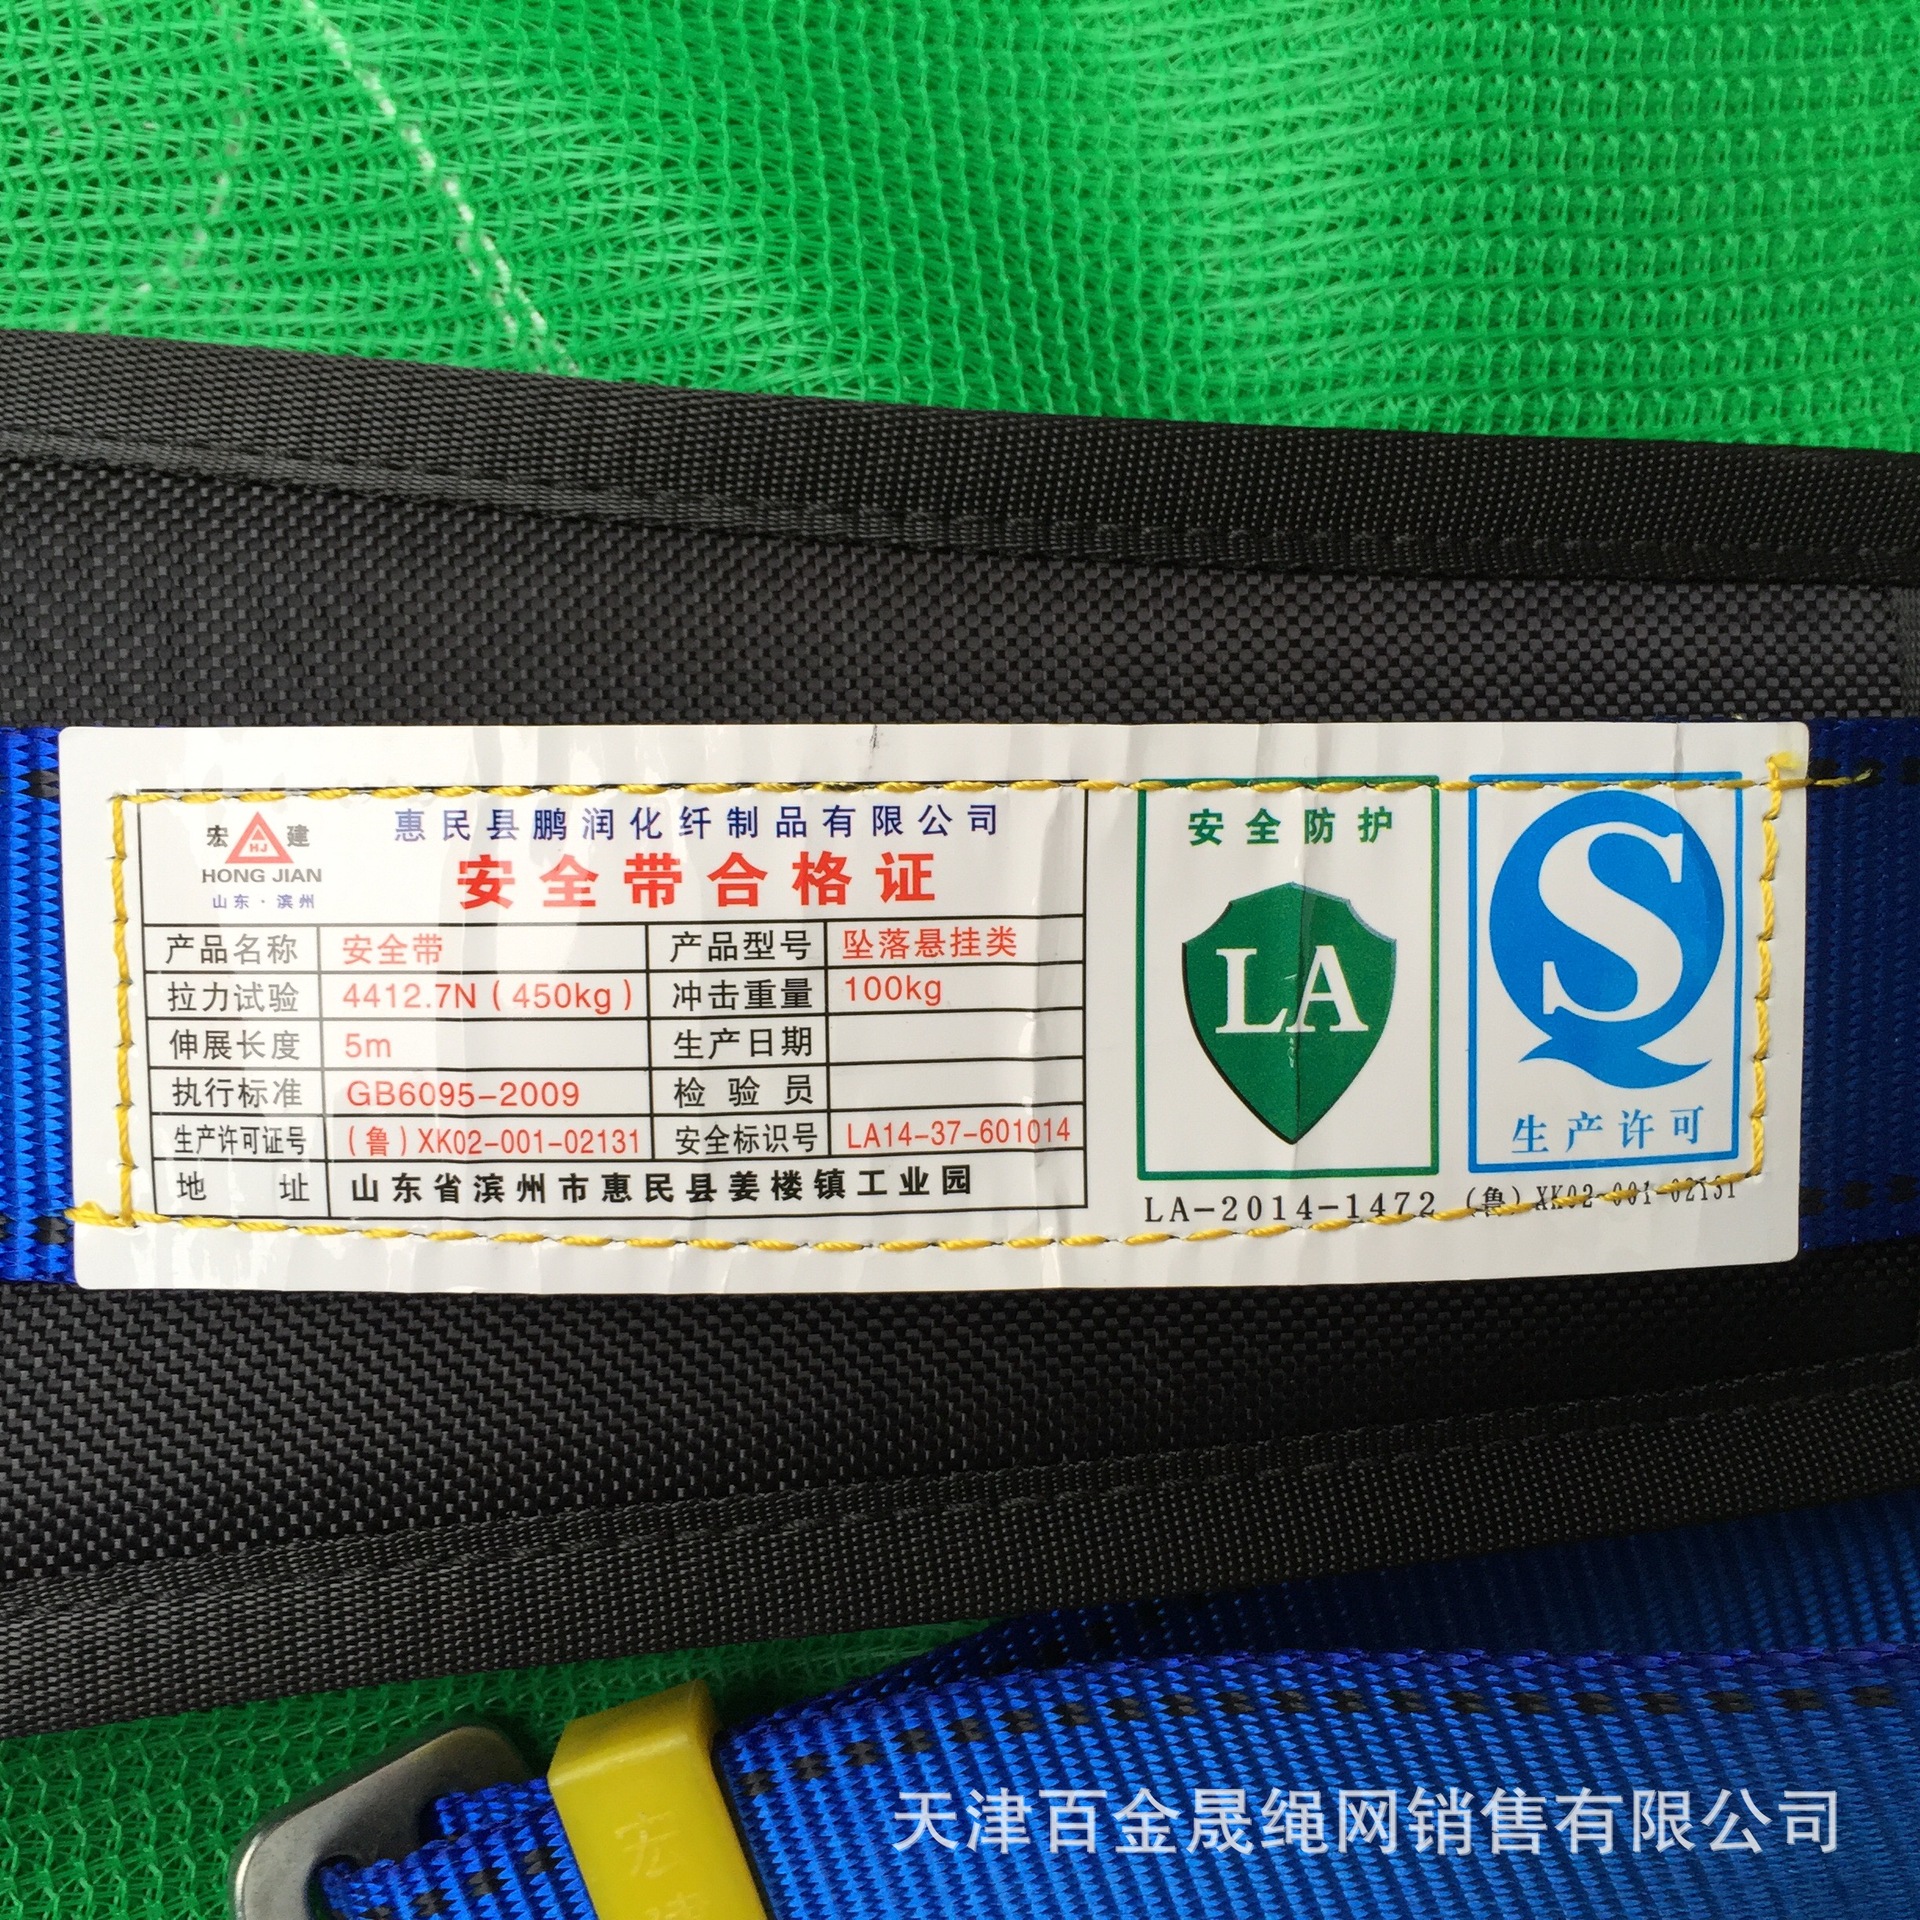 宏 HJ 建
HONG JIAN
山东·滨州
惠民县鹏润化纤制品有限公司
安全带合格证
产品名称 安全带 产品型号 坠落悬挂类
拉力试验 4412.7N（450kg） 冲击重量 100kg
伸展长度 5m 生产日期
执行标准 GB6095-2009 检验员
生产许可证号 （鲁）XK02-001-02131 安全标识号 LA14-37-601014
地址 山东省滨州市惠民县姜楼镇工业园
安全防护
LA
LA-2014-1472
S
生产许可
（鲁）XK02-001-02131
宏建
天津百金晟绳网销售有限公司